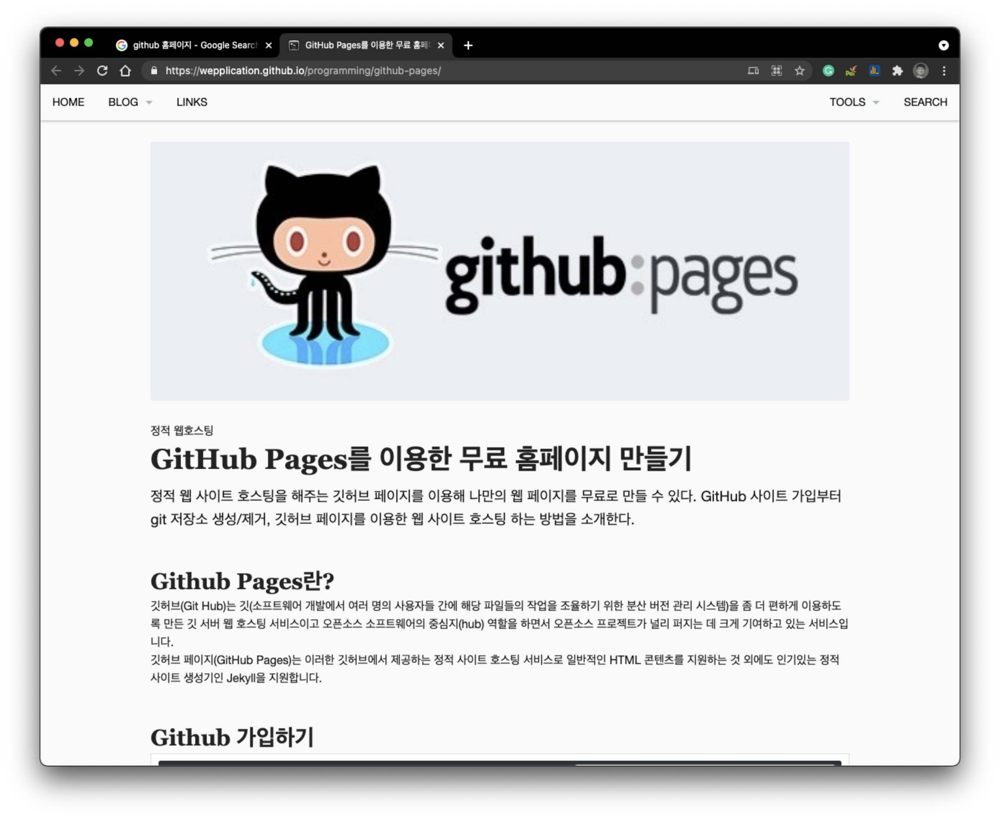 github 홈페이지 - Google Search
GitHub Pages를 이용한 무료 홈페
https://wepplication.github.io/programming/github-pages/
HOME BLOG LINKS TOOLS SEARCH
github:pages
정적 웹호스팅
GitHub Pages를 이용한 무료 홈페이지 만들기
정적 웹 사이트 호스팅을 해주는 깃허브 페이지를 이용해 나만의 웹 페이지를 무료로 만들 수 있다. GitHub 사이트 가입부터
git 저장소 생성/제거, 깃허브 페이지를 이용한 웹 사이트 호스팅 하는 방법을 소개한다.
Github Pages란?
깃허브(Git Hub)는 깃(소프트웨어 개발에서 여러 명의 사용자들 간에 해당 파일들의 작업을 조율하기 위한 분산 버전 관리 시스템)을 좀 더 편하게 이용하도
록 만든 깃 서버 웹 호스팅 서비스이고 오픈소스 소프트웨어의 중심지(hub) 역할을 하면서 오픈소스 프로젝트가 널리 퍼지는 데 크게 기여하고 있는 서비스입
니다.
깃허브 페이지(GitHub Pages)는 이러한 깃허브에서 제공하는 정적 사이트 호스팅 서비스로 일반적인 HTML 콘텐츠를 지원하는 것 외에도 인기있는 정적
사이트 생성기인 Jekyll을 지원합니다.
Github 가입하기